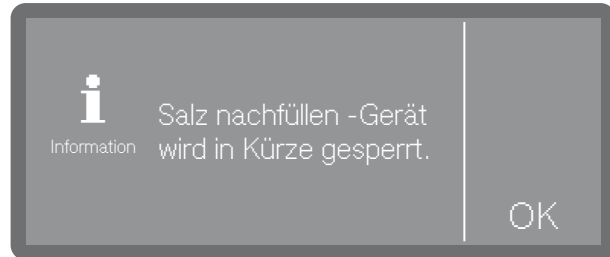 i
Information
Salz nachfüllen -Gerät
wird in Kürze gesperrt.
OK